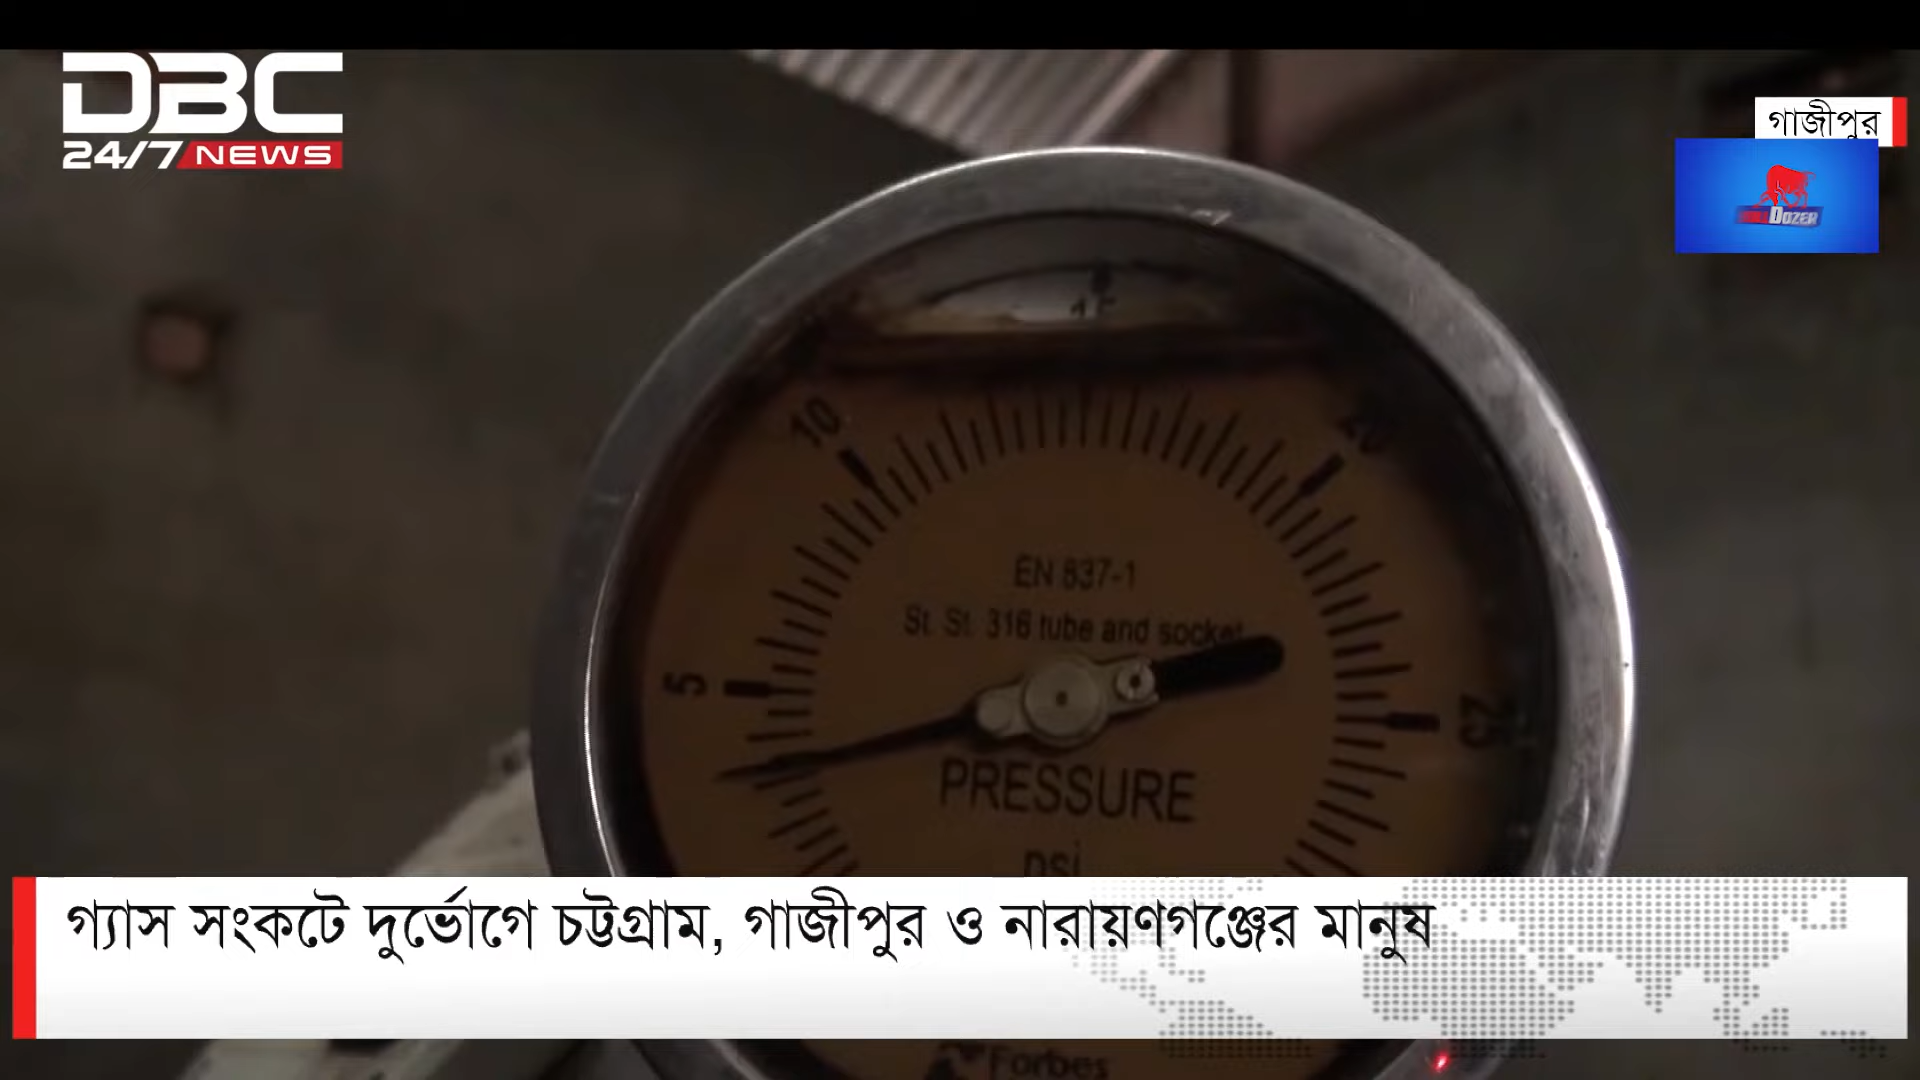 DBC
24/7 NEWS
গাজীপুর
DOZER
10
20
EN 837-1
St. St. 316 tube and socket
5
25
PRESSURE
psi
গ্যাস সংকটে দুর্ভোগে চট্টগ্রাম, গাজীপুর ও নারায়ণগঞ্জের মানুষ
Forbes